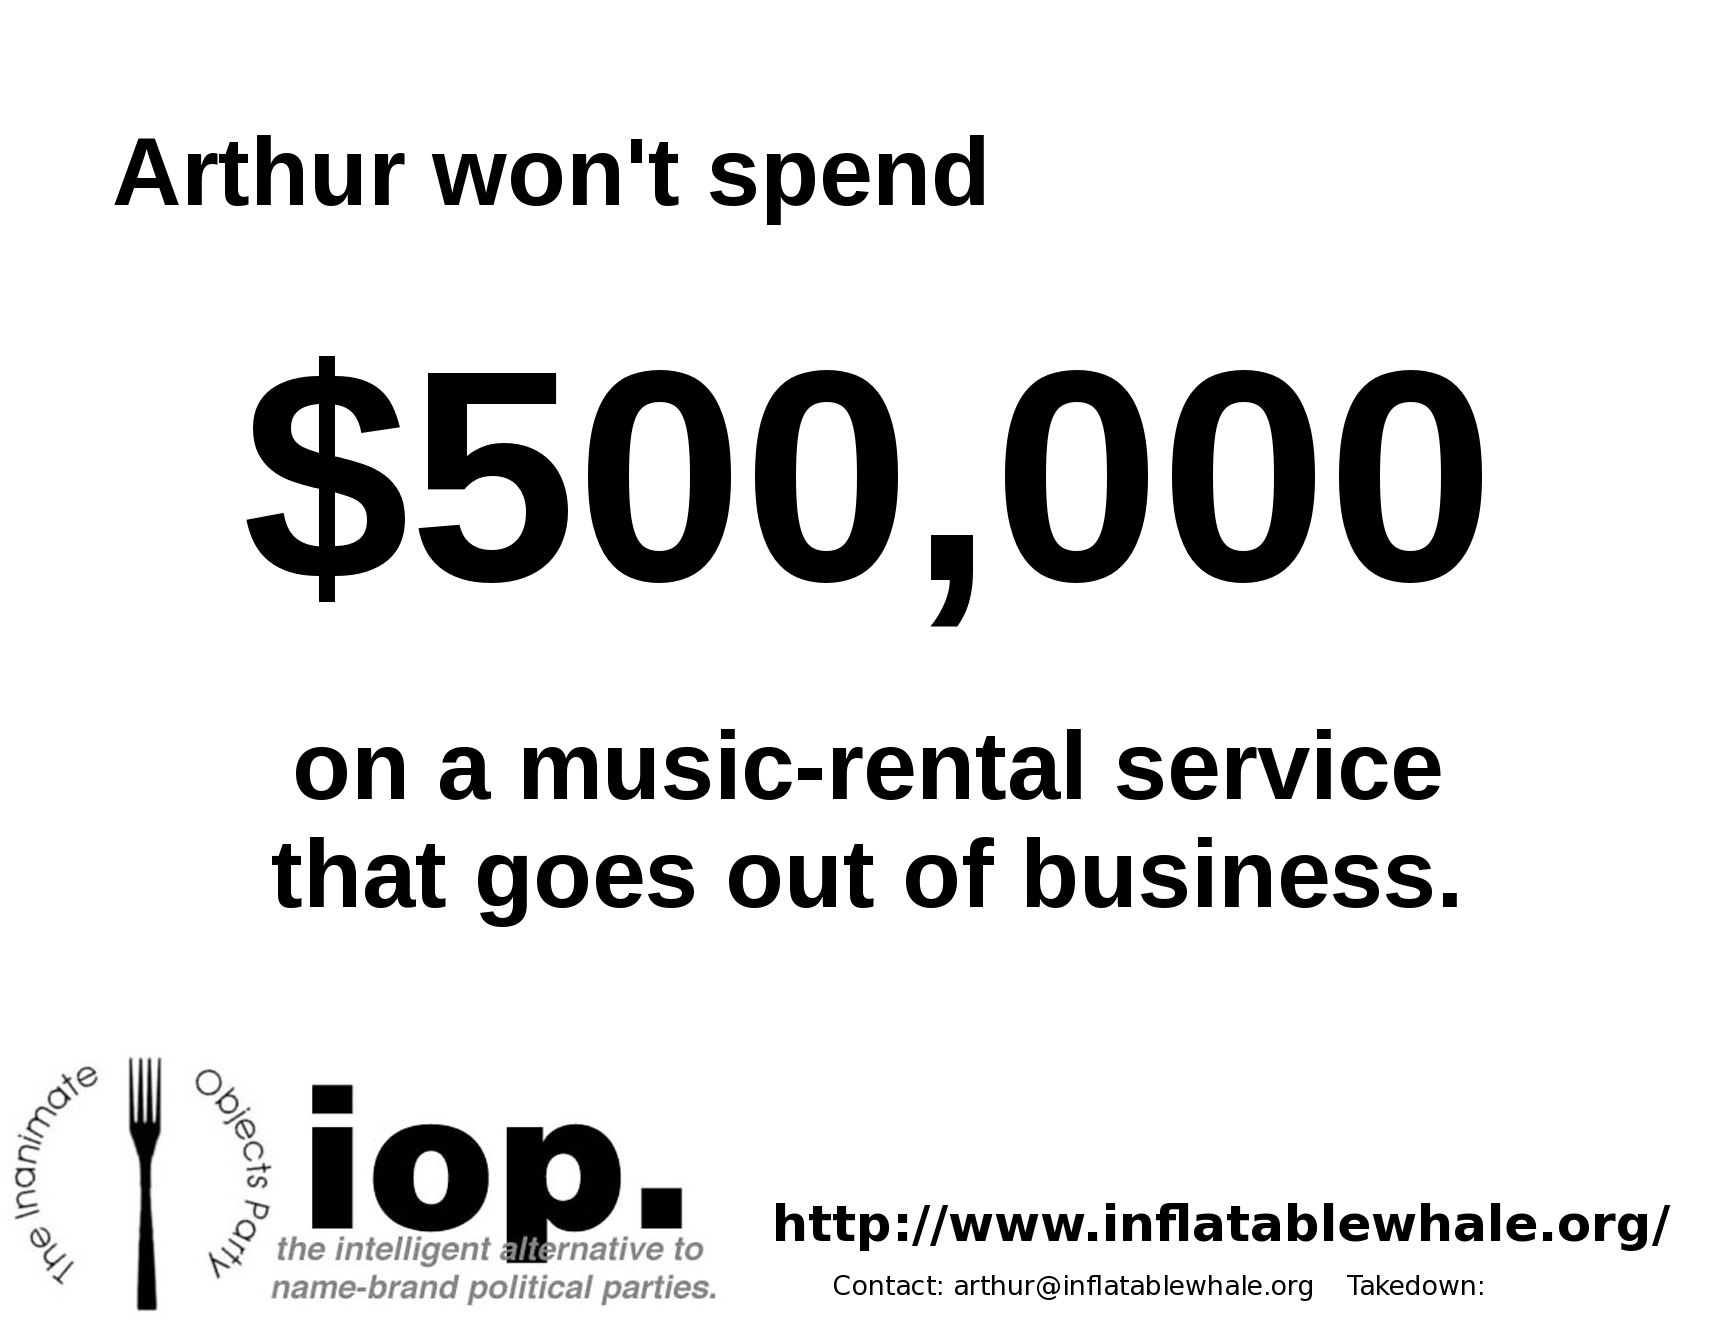 Arthur won't spend
$500,000
on a music-rental service
that goes out of business.
The Inanimate Objects Party
iop.
the intelligent alternative to
name-brand political parties.
http://www.inflatablewhale.org/
Contact: arthur@inflatablewhale.org Takedown: